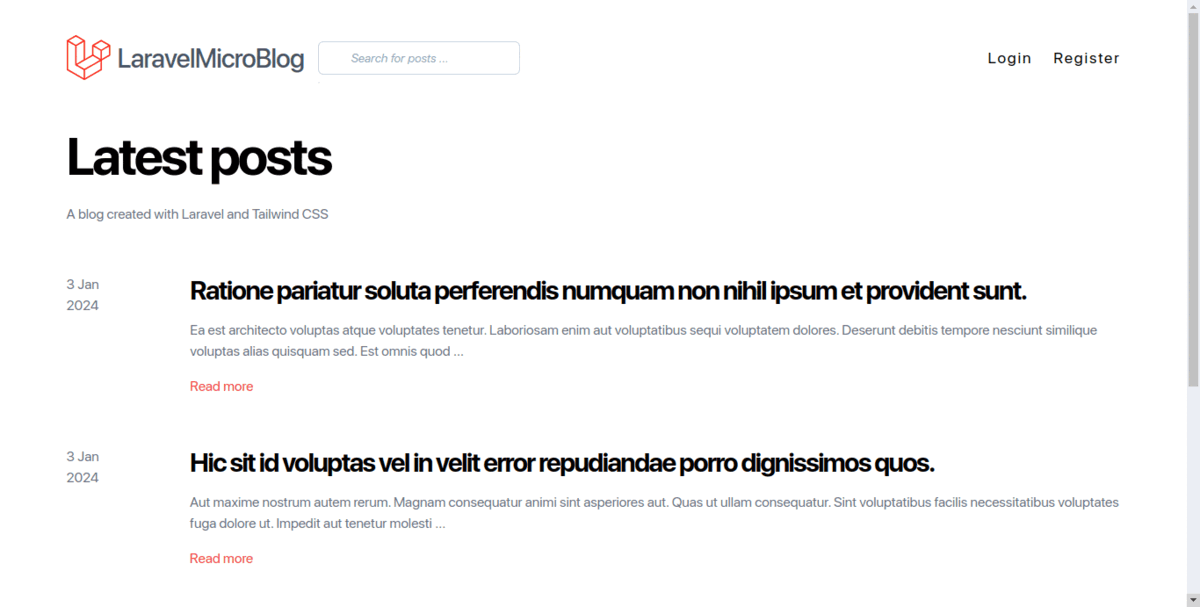 LaravelMicroBlog
Search for posts ...
Login
Register
Latest posts
A blog created with Laravel and Tailwind CSS
3 Jan
2024
Ratione pariatur soluta perferendis numquam non nihil ipsum et provident sunt.
Ea est architecto voluptas atque voluptates tenetur. Laboriosam enim aut voluptatibus sequi voluptatem dolores. Deserunt debitis tempore nesciunt similique
voluptas alias quisquam sed. Est omnis quod ...
Read more
3 Jan
2024
Hic sit id voluptas vel in velit error repudiandae porro dignissimos quos.
Aut maxime nostrum autem rerum. Magnam consequatur animi sint asperiores aut. Quas ut ullam consequatur. Sint voluptatibus facilis necessitatibus voluptates
fuga dolore ut. Impedit aut tenetur molesti ...
Read more